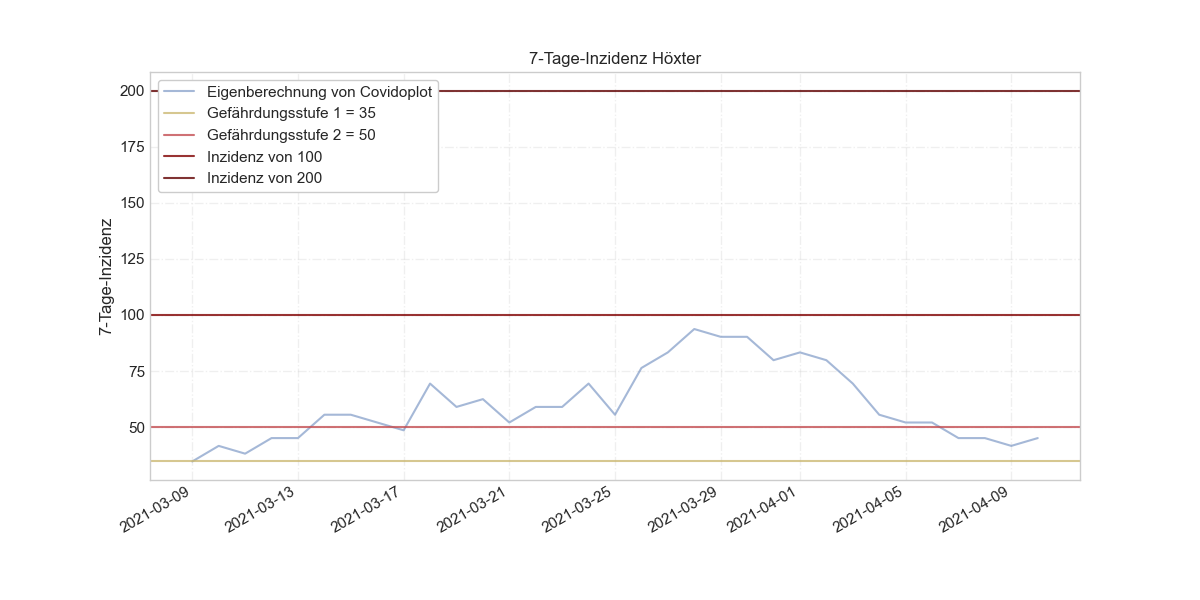 7-Tage-Inzidenz Höxter
7-Tage-Inzidenz
200
175
150
125
100
75
50
Eigenberechnung von Covidoplot
Gefährdungsstufe 1 = 35
Gefährdungsstufe 2 = 50
Inzidenz von 100
Inzidenz von 200
2021-03-09
2021-03-13
2021-03-17
2021-03-21
2021-03-25
2021-03-29
2021-04-01
2021-04-05
2021-04-09